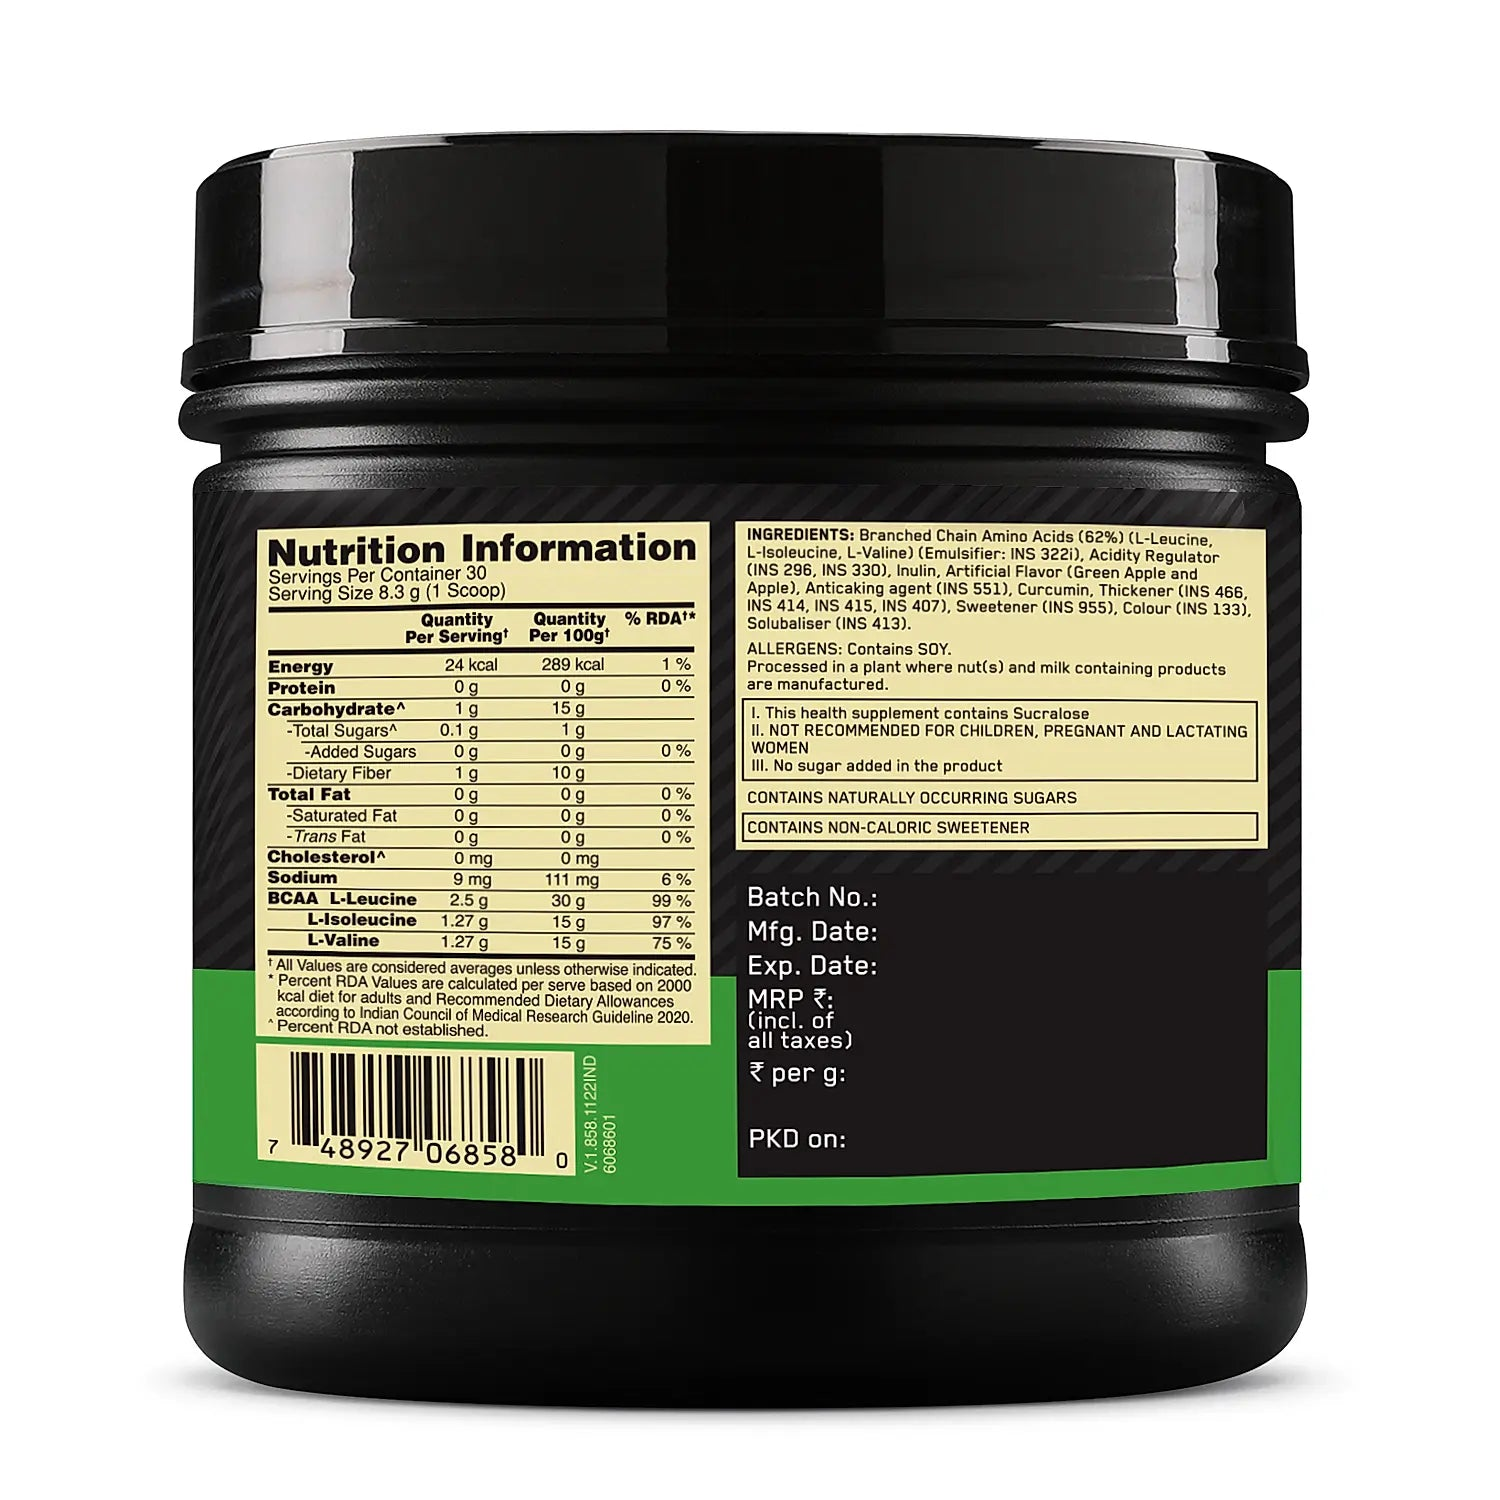 Nutrition Information
Servings Per Container 30
Serving Size 8.3 g (1 Scoop)
Quantity Per Serving† Quantity Per 100g† % RDA†*
Energy 24 kcal 289 kcal 1 %
Protein 0 g 0 g 0 %
Carbohydrate^ 1 g 15 g
-Total Sugars^ 0.1 g 1 g
-Added Sugars 0 g 0 g 0 %
-Dietary Fiber 1 g 10 g
Total Fat 0 g 0 g 0 %
-Saturated Fat 0 g 0 g 0 %
-Trans Fat 0 g 0 g 0 %
Cholesterol^ 0 mg 0 mg
Sodium 9 mg 111 mg 6 %
BCAA L-Leucine 2.5 g 30 g 99 %
L-Isoleucine 1.27 g 15 g 97 %
L-Valine 1.27 g 15 g 75 %
† All Values are considered averages unless otherwise indicated.
* Percent RDA Values are calculated per serve based on 2000
kcal diet for adults and Recommended Dietary Allowances
according to Indian Council of Medical Research Guideline 2020.
^ Percent RDA not established.
7 48927 06858 0
V.1.858.1122IND
6068601
INGREDIENTS: Branched Chain Amino Acids (62%) (L-Leucine,
L-Isoleucine, L-Valine) (Emulsifier: INS 322i), Acidity Regulator
(INS 296, INS 330), Inulin, Artificial Flavor (Green Apple and
Apple), Anticaking agent (INS 551), Curcumin, Thickener (INS 466,
INS 414, INS 415, INS 407), Sweetener (INS 955), Colour (INS 133),
Solubaliser (INS 413).
ALLERGENS: Contains SOY.
Processed in a plant where nut(s) and milk containing products
are manufactured.
I. This health supplement contains Sucralose
II. NOT RECOMMENDED FOR CHILDREN, PREGNANT AND LACTATING
WOMEN
III. No sugar added in the product
CONTAINS NATURALLY OCCURRING SUGARS
CONTAINS NON-CALORIC SWEETENER
Batch No.:
Mfg. Date:
Exp. Date:
MRP ₹:
(incl. of
all taxes)
₹ per g:
PKD on: